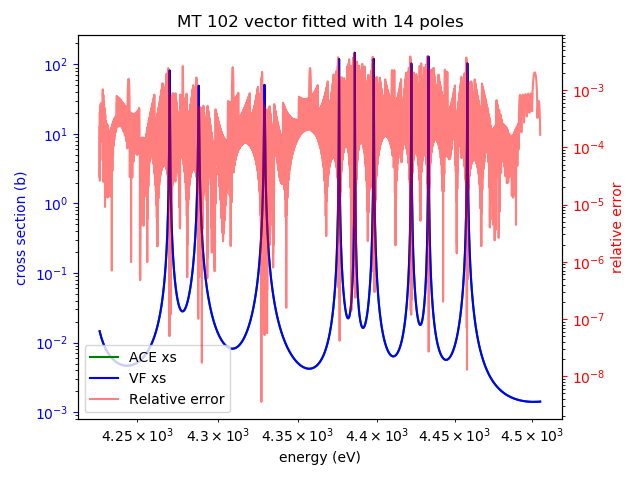 MT 102 vector fitted with 14 poles
cross section (b)
10²
10¹
10⁰
10⁻¹
10⁻²
10⁻³
10⁻³
10⁻⁴
10⁻⁵
10⁻⁶
10⁻⁷
10⁻⁸
relative error
ACE xs
VF xs
Relative error
4.25 × 10³ 4.3 × 10³ 4.35 × 10³ 4.4 × 10³ 4.45 × 10³ 4.5 × 10³
energy (eV)